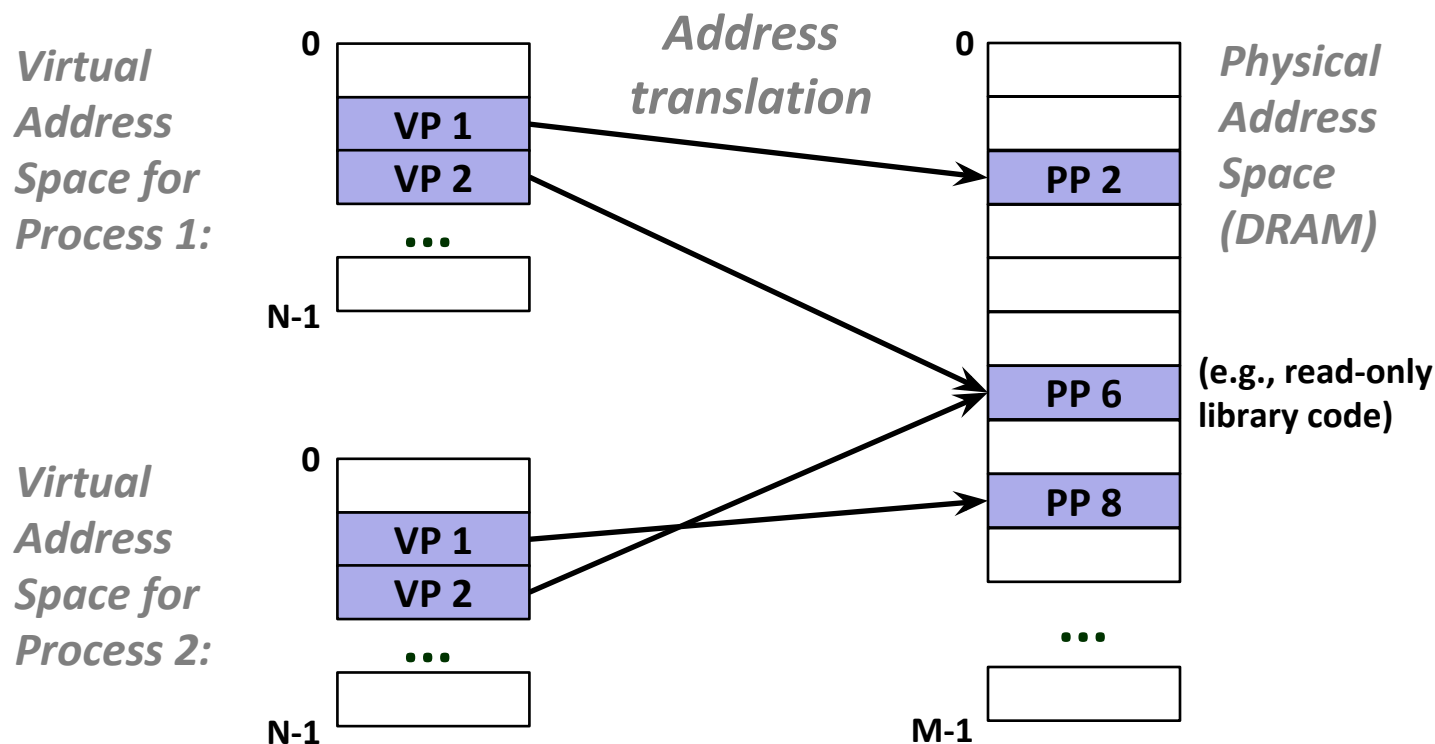 Virtual
Address
Space for
Process 1:
0
VP 1
VP 2
...
N-1
Address
translation
0
PP 2
PP 6
PP 8
...
M-1
Physical
Address
Space
(DRAM)
(e.g., read-only
library code)
Virtual
Address
Space for
Process 2:
0
VP 1
VP 2
...
N-1